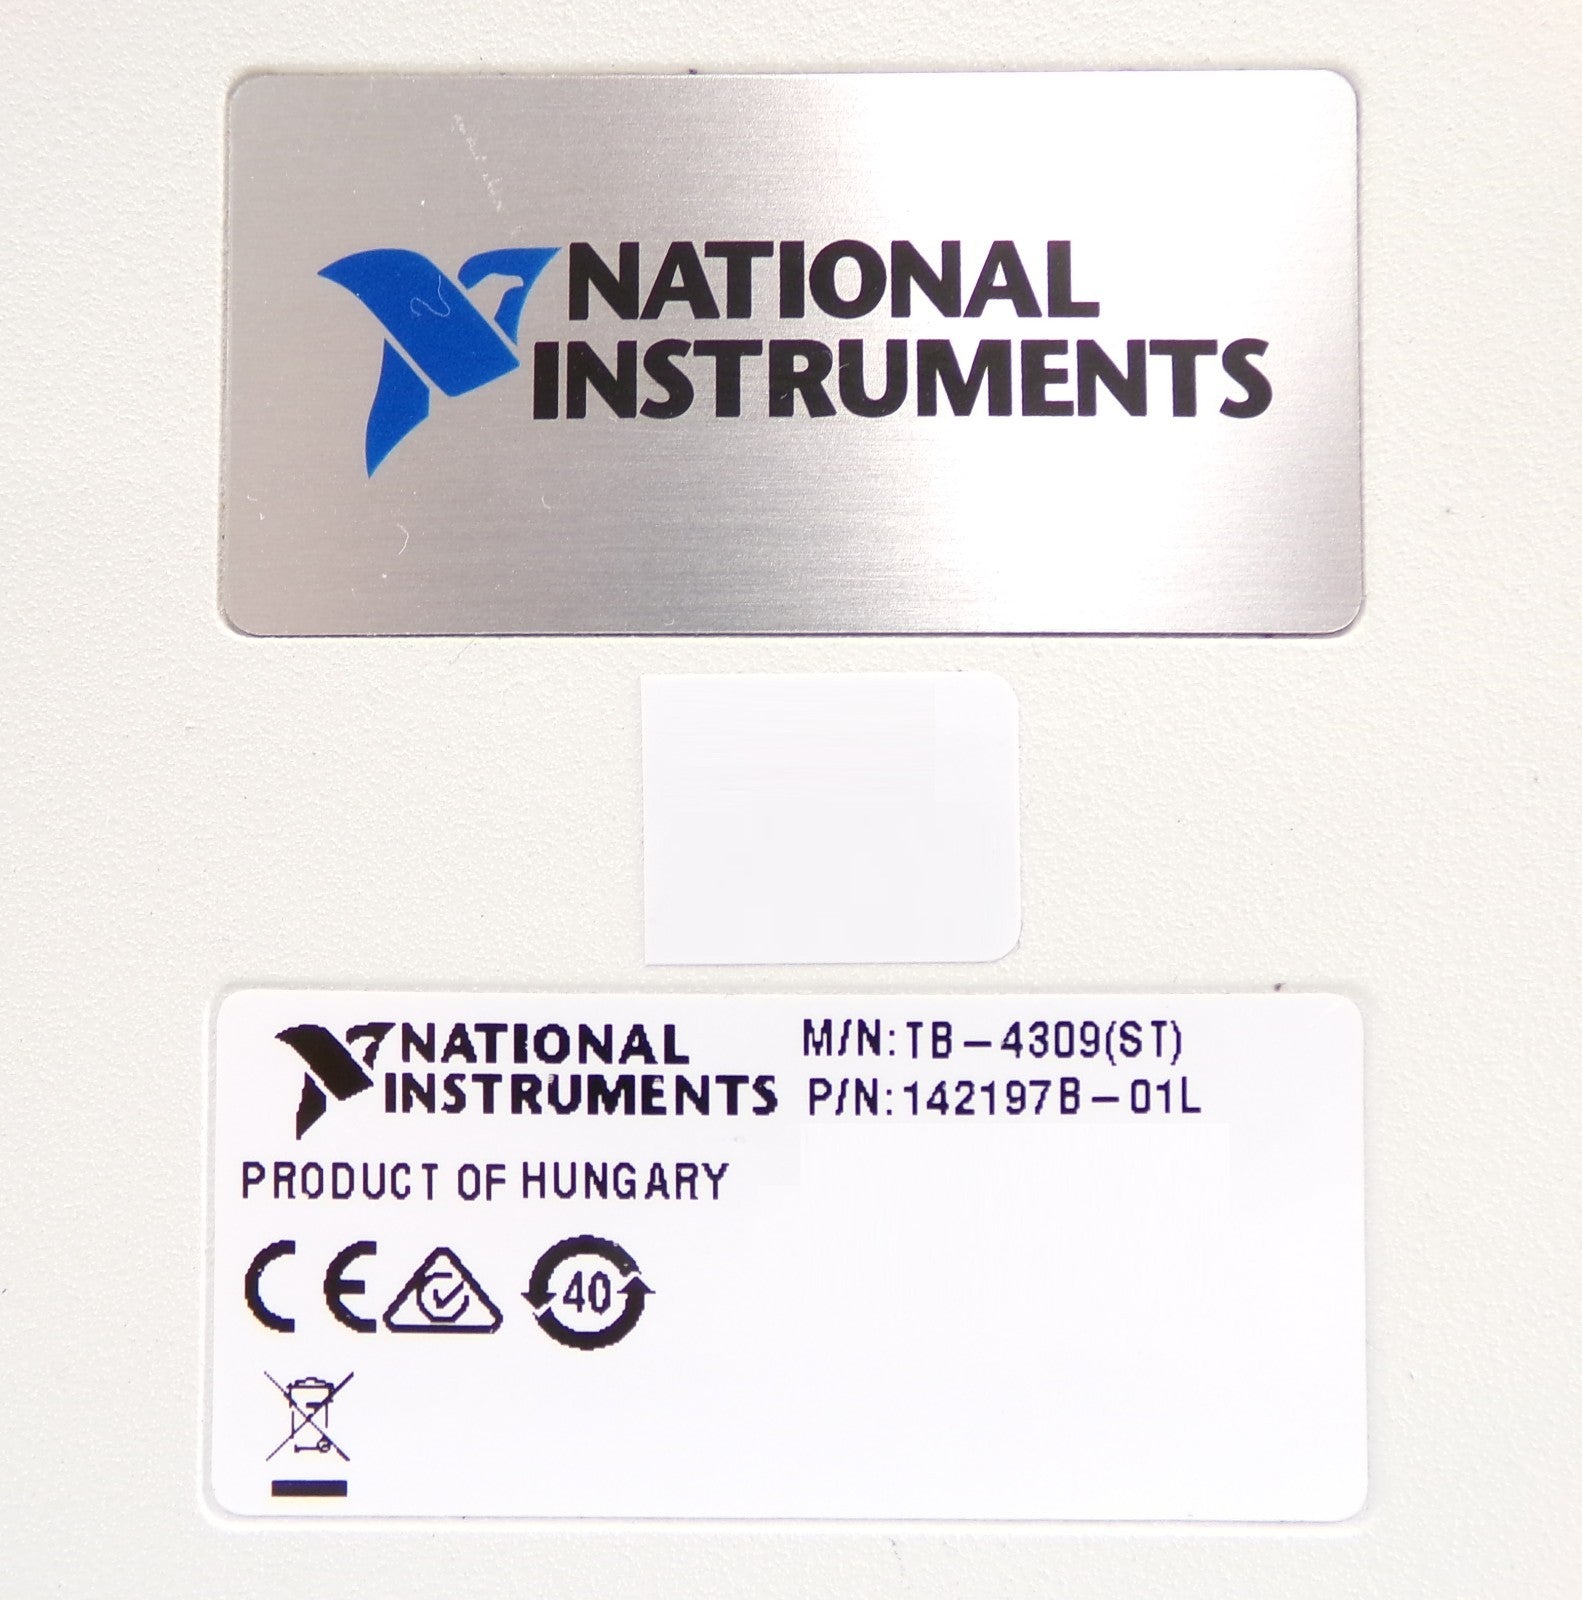 NATIONAL
INSTRUMENTS
NATIONAL
INSTRUMENTS
M/N:TB-4309(ST)
P/N:142197B-01L
PRODUCT OF HUNGARY
CE
40